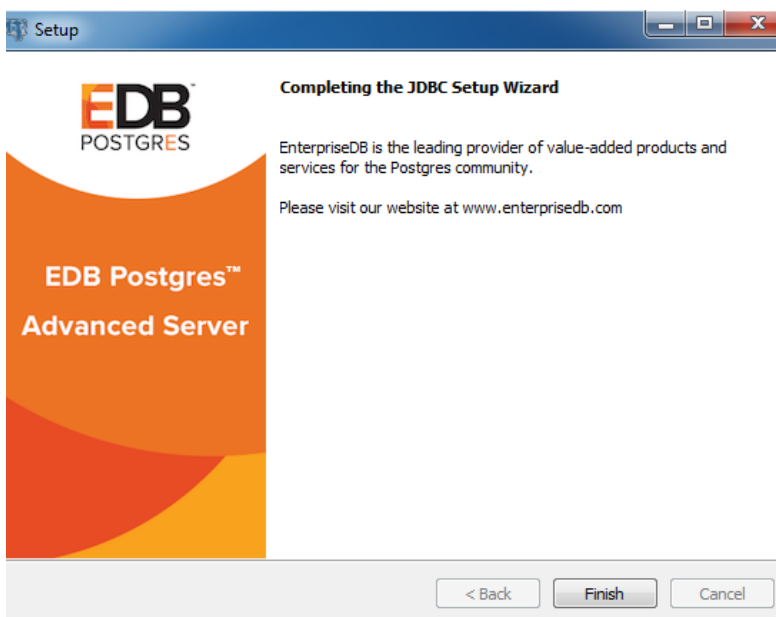 Setup
EDB
POSTGRES
EDB Postgres™
Advanced Server
Completing the JDBC Setup Wizard
EnterpriseDB is the leading provider of value-added products and
services for the Postgres community.
Please visit our website at www.enterprisedb.com
< Back
Finish
Cancel